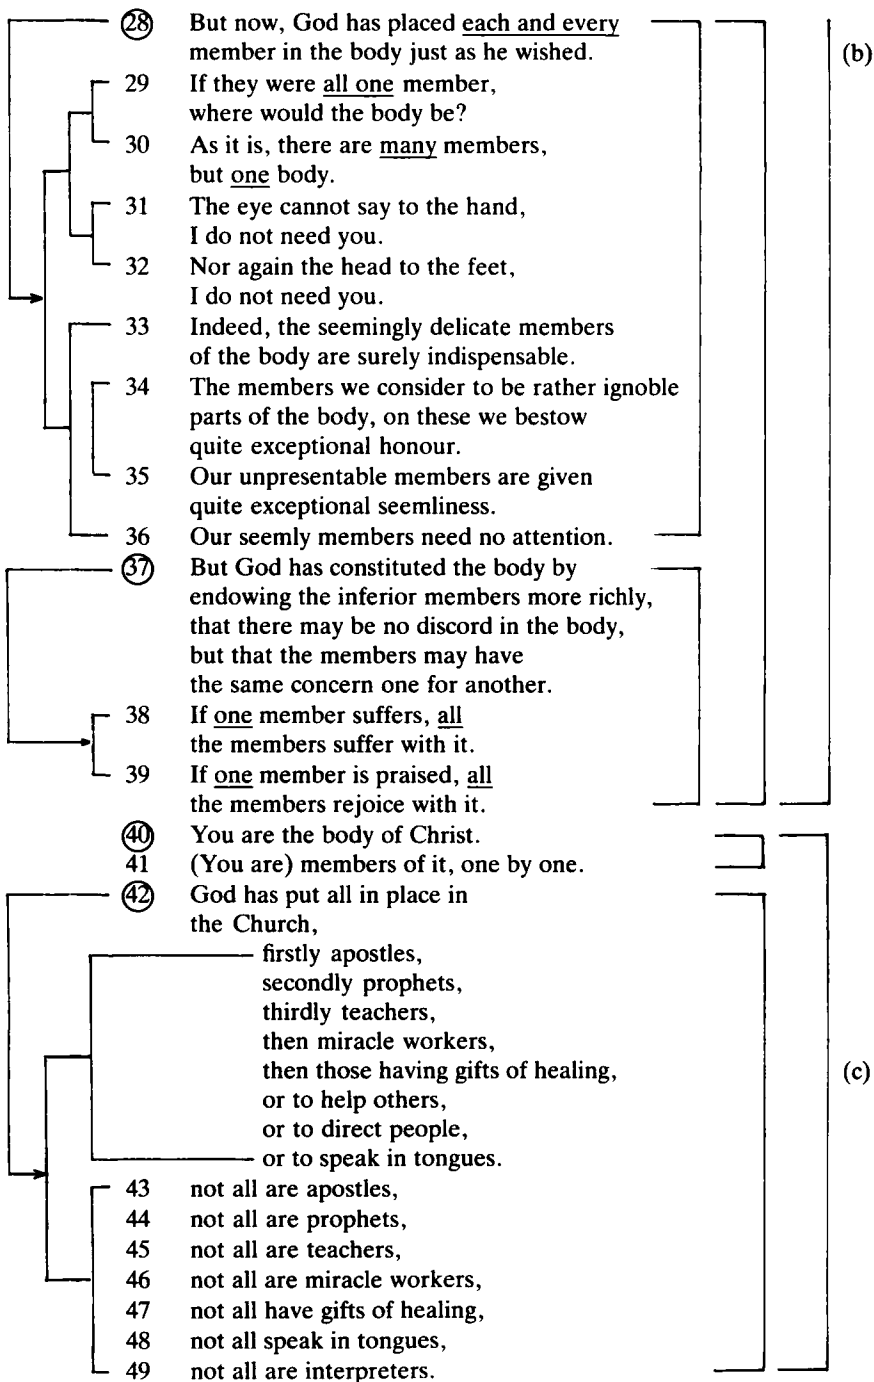 28 But now, God has placed each and every
member in the body just as he wished.
(b)
29 If they were all one member,
where would the body be?
30 As it is, there are many members,
but one body.
31 The eye cannot say to the hand,
I do not need you.
32 Nor again the head to the feet,
I do not need you.
33 Indeed, the seemingly delicate members
of the body are surely indispensable.
34 The members we consider to be rather ignoble
parts of the body, on these we bestow
quite exceptional honour.
35 Our unpresentable members are given
quite exceptional seemliness.
36 Our seemly members need no attention.
37 But God has constituted the body by
endowing the inferior members more richly,
that there may be no discord in the body,
but that the members may have
the same concern one for another.
38 If one member suffers, all
the members suffer with it.
39 If one member is praised, all
the members rejoice with it.
40 You are the body of Christ.
41 (You are) members of it, one by one.
42 God has put all in place in
the Church,
firstly apostles,
secondly prophets,
thirdly teachers,
then miracle workers,
then those having gifts of healing,
(c)
or to help others,
or to direct people,
or to speak in tongues.
43 not all are apostles,
44 not all are prophets,
45 not all are teachers,
46 not all are miracle workers,
47 not all have gifts of healing,
48 not all speak in tongues,
49 not all are interpreters.